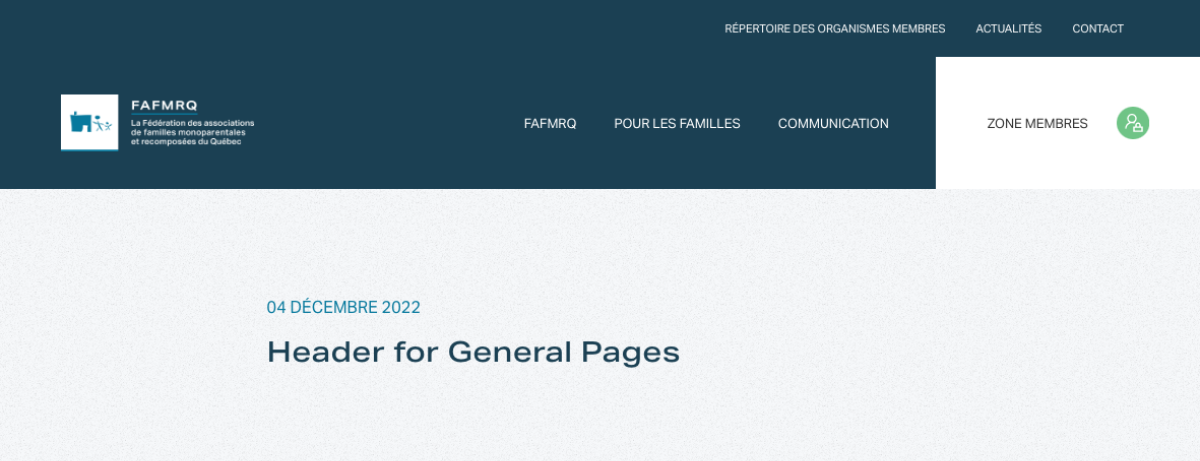 RÉPERTOIRE DES ORGANISMES MEMBRES ACTUALITÉS CONTACT
FAFMRQ
La Fédération des associations
de familles monoparentales
et recomposées du Québec
FAFMRQ POUR LES FAMILLES COMMUNICATION ZONE MEMBRES
04 DÉCEMBRE 2022
Header for General Pages